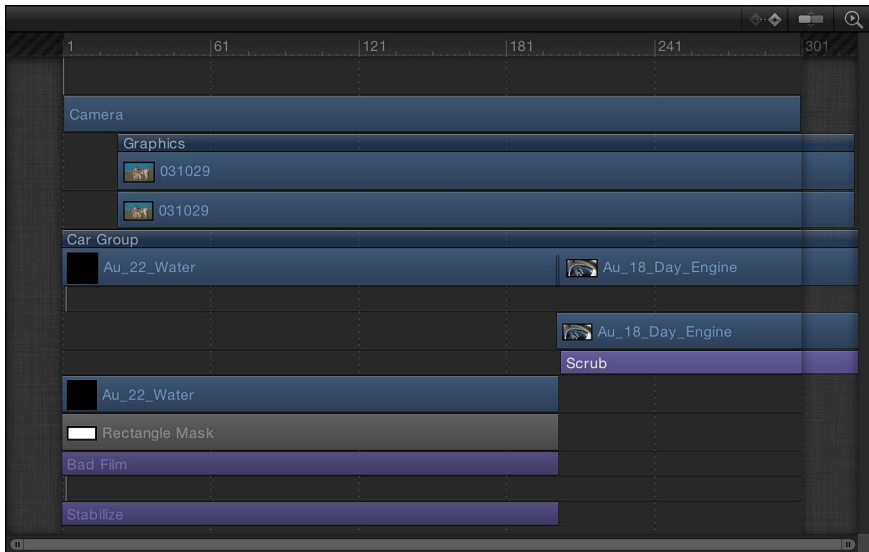 1 61 121 181 241 301
Camera
Graphics
031029
031029
Car Group
Au_22_Water Au_18_Day_Engine
Au_18_Day_Engine
Scrub
Au_22_Water
Rectangle Mask
Bad Film
Stabilize